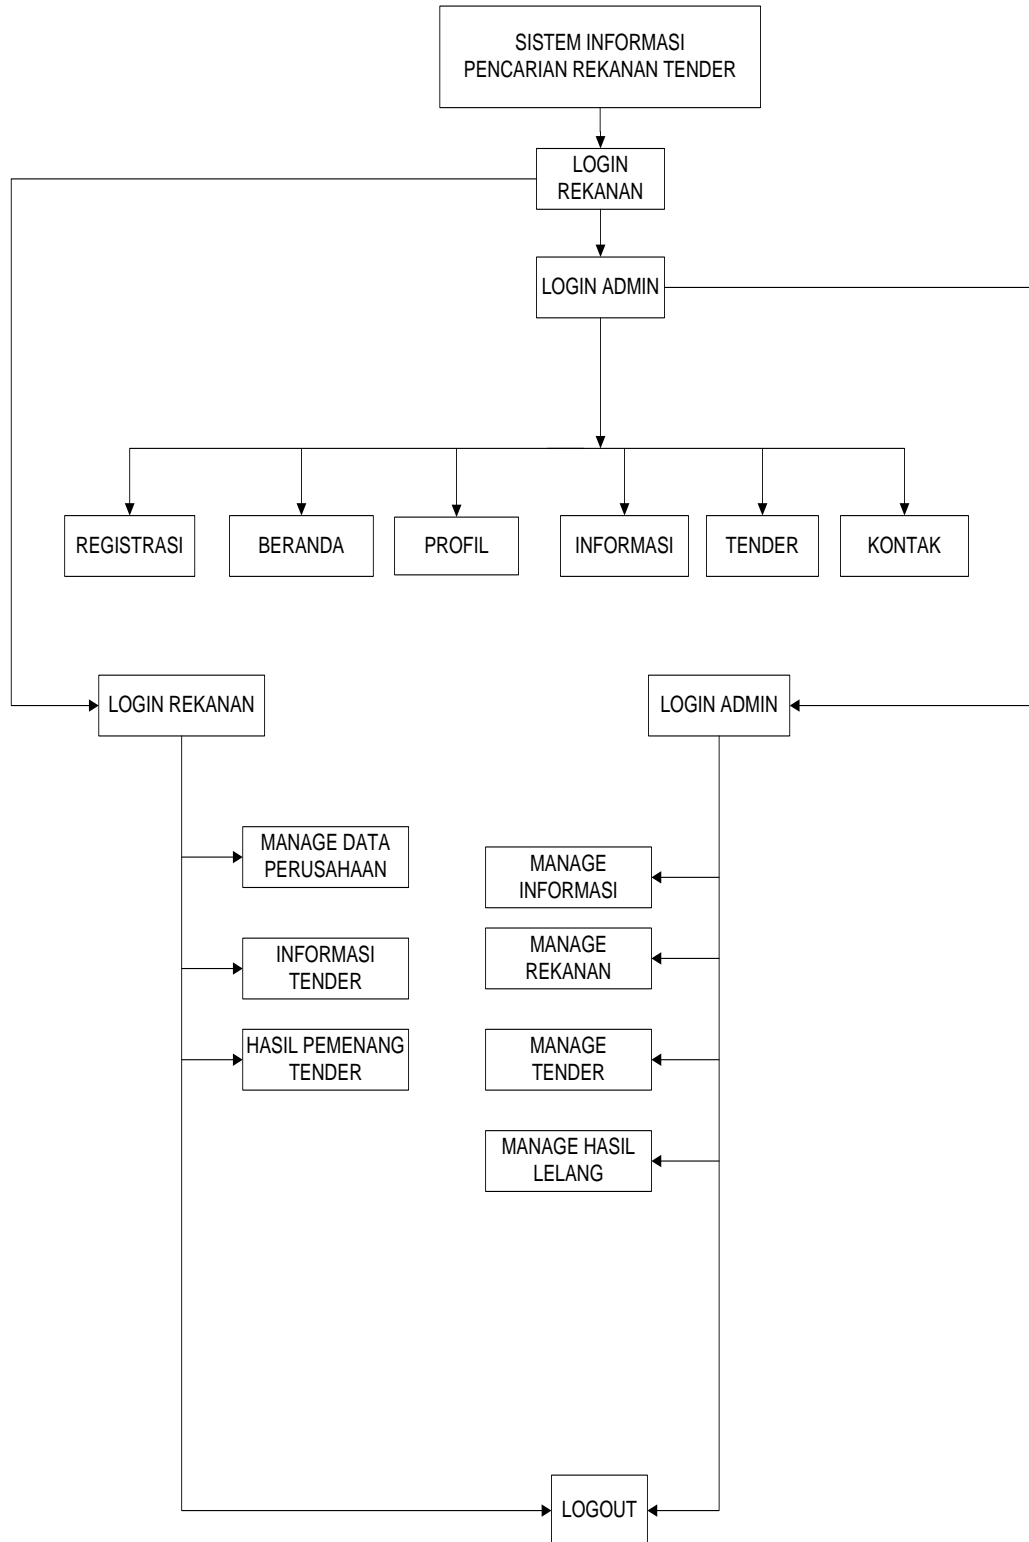 SISTEM INFORMASI
PENCARIAN REKANAN TENDER
LOGIN
REKANAN
LOGIN ADMIN
REGISTRASI
BERANDA
PROFIL
INFORMASI
TENDER
KONTAK
LOGIN REKANAN
LOGIN ADMIN
MANAGE DATA
PERUSAHAAN
INFORMASI
TENDER
HASIL PEMENANG
TENDER
MANAGE
INFORMASI
MANAGE
REKANAN
MANAGE
TENDER
MANAGE HASIL
LELANG
LOGOUT